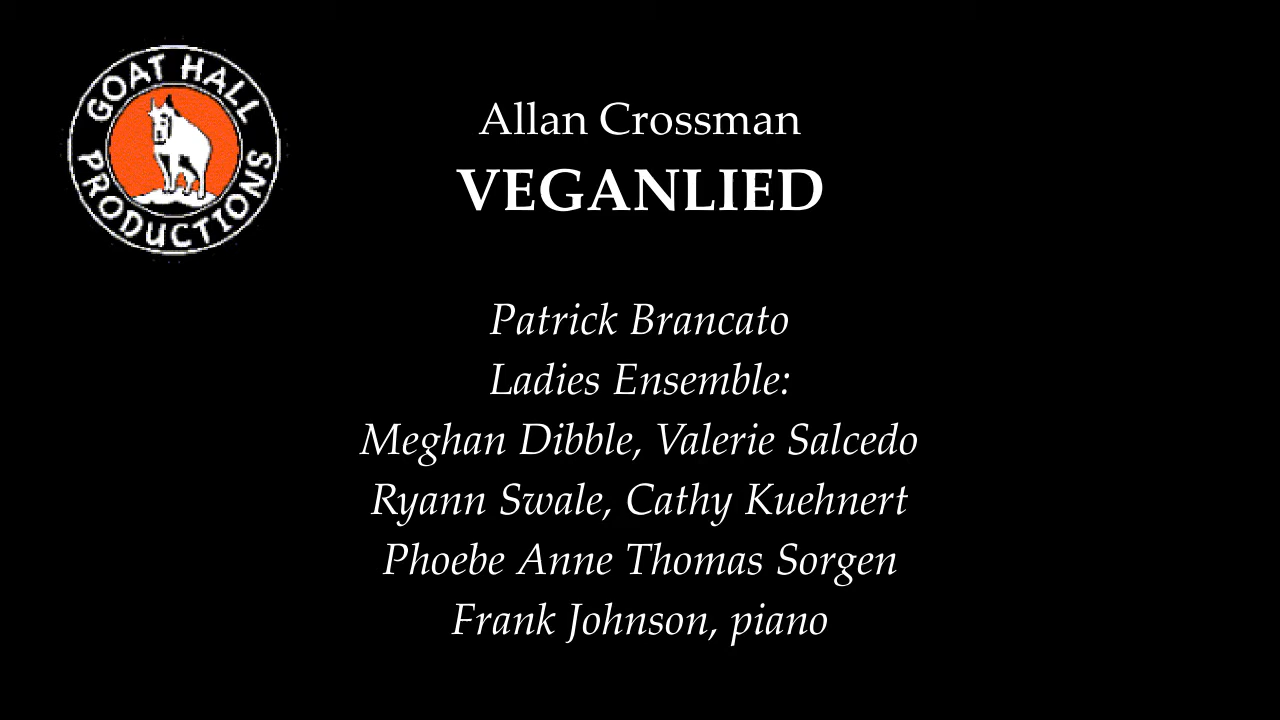 GOAT HALL
PRODUCTIONS
Allan Crossman
VEGANLIED
Patrick Brancato
Ladies Ensemble:
Meghan Dibble, Valerie Salcedo
Ryann Swale, Cathy Kuehnert
Phoebe Anne Thomas Sorgen
Frank Johnson, piano